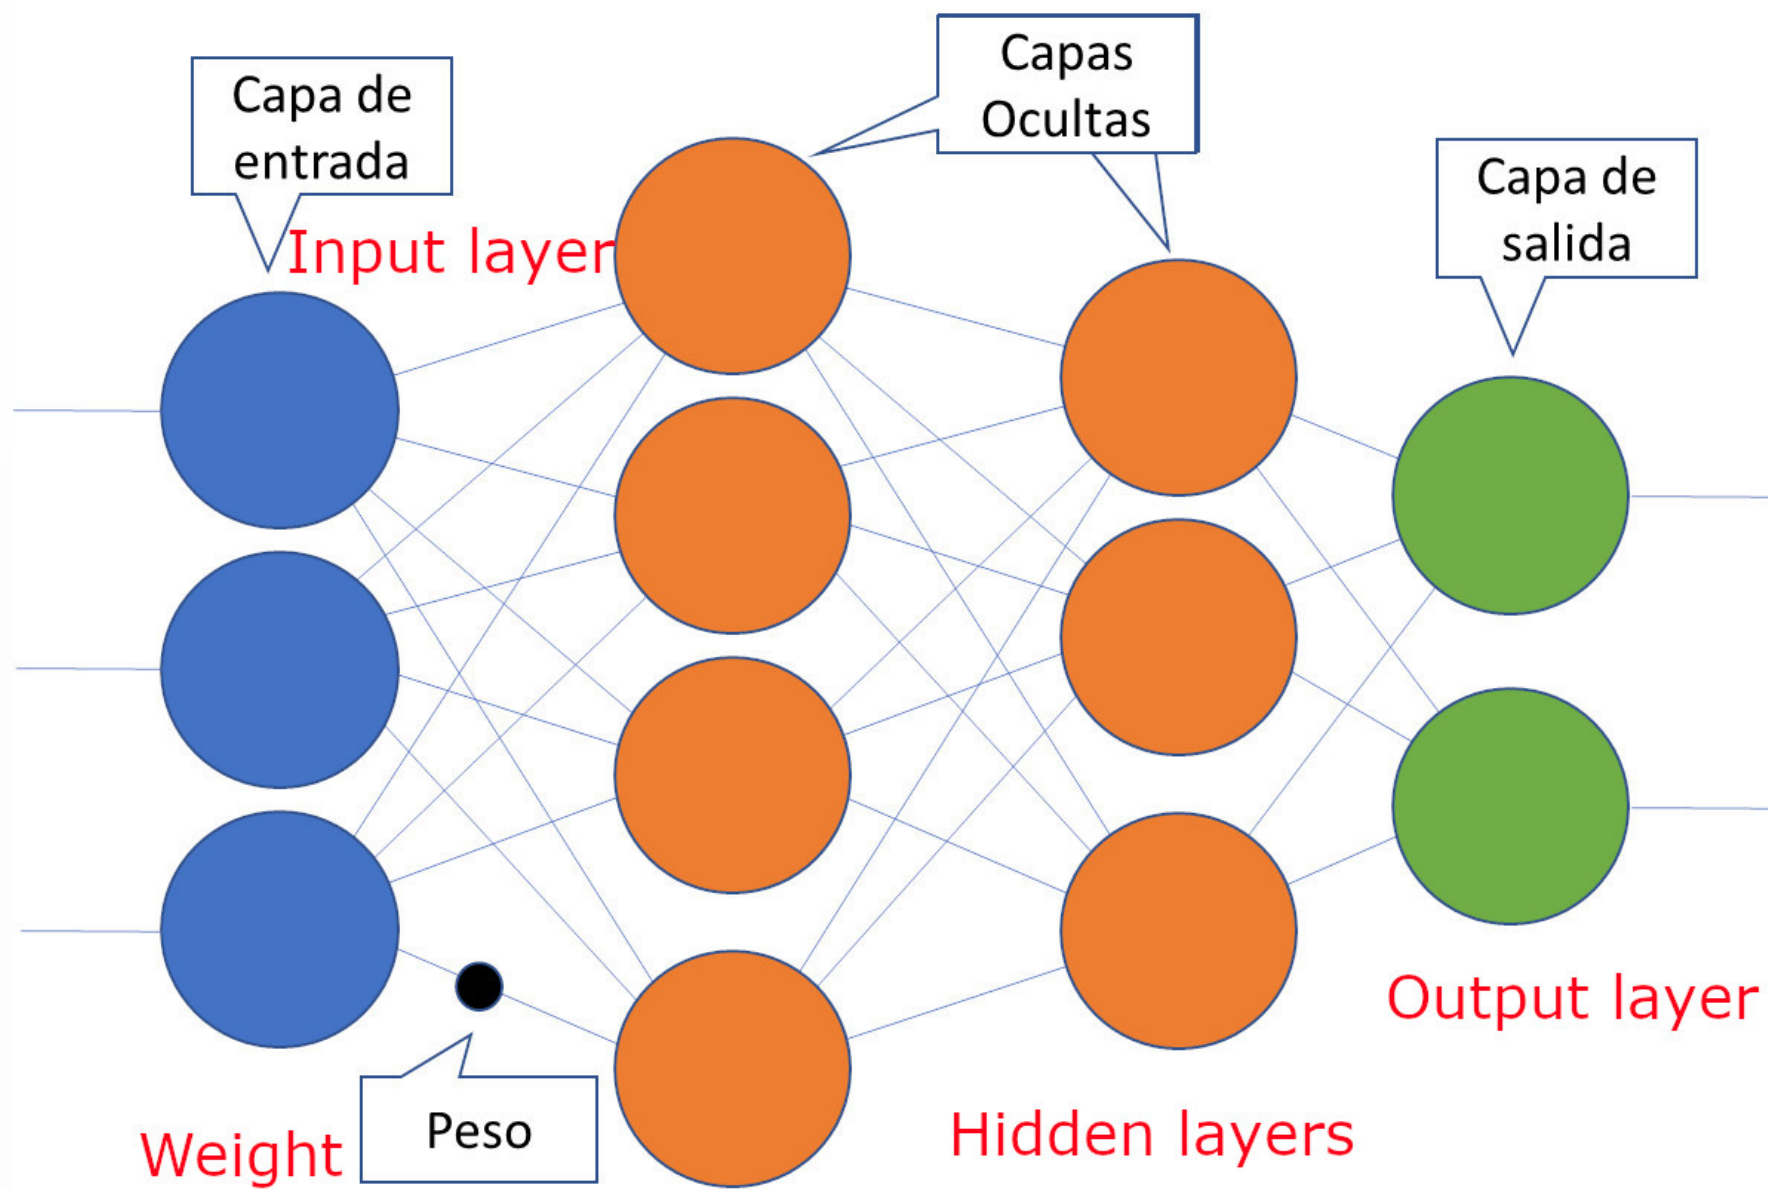 Capas
Ocultas
Capa de
entrada
Capa de
salida
Input layer
Output layer
Peso
Weight
Hidden layers